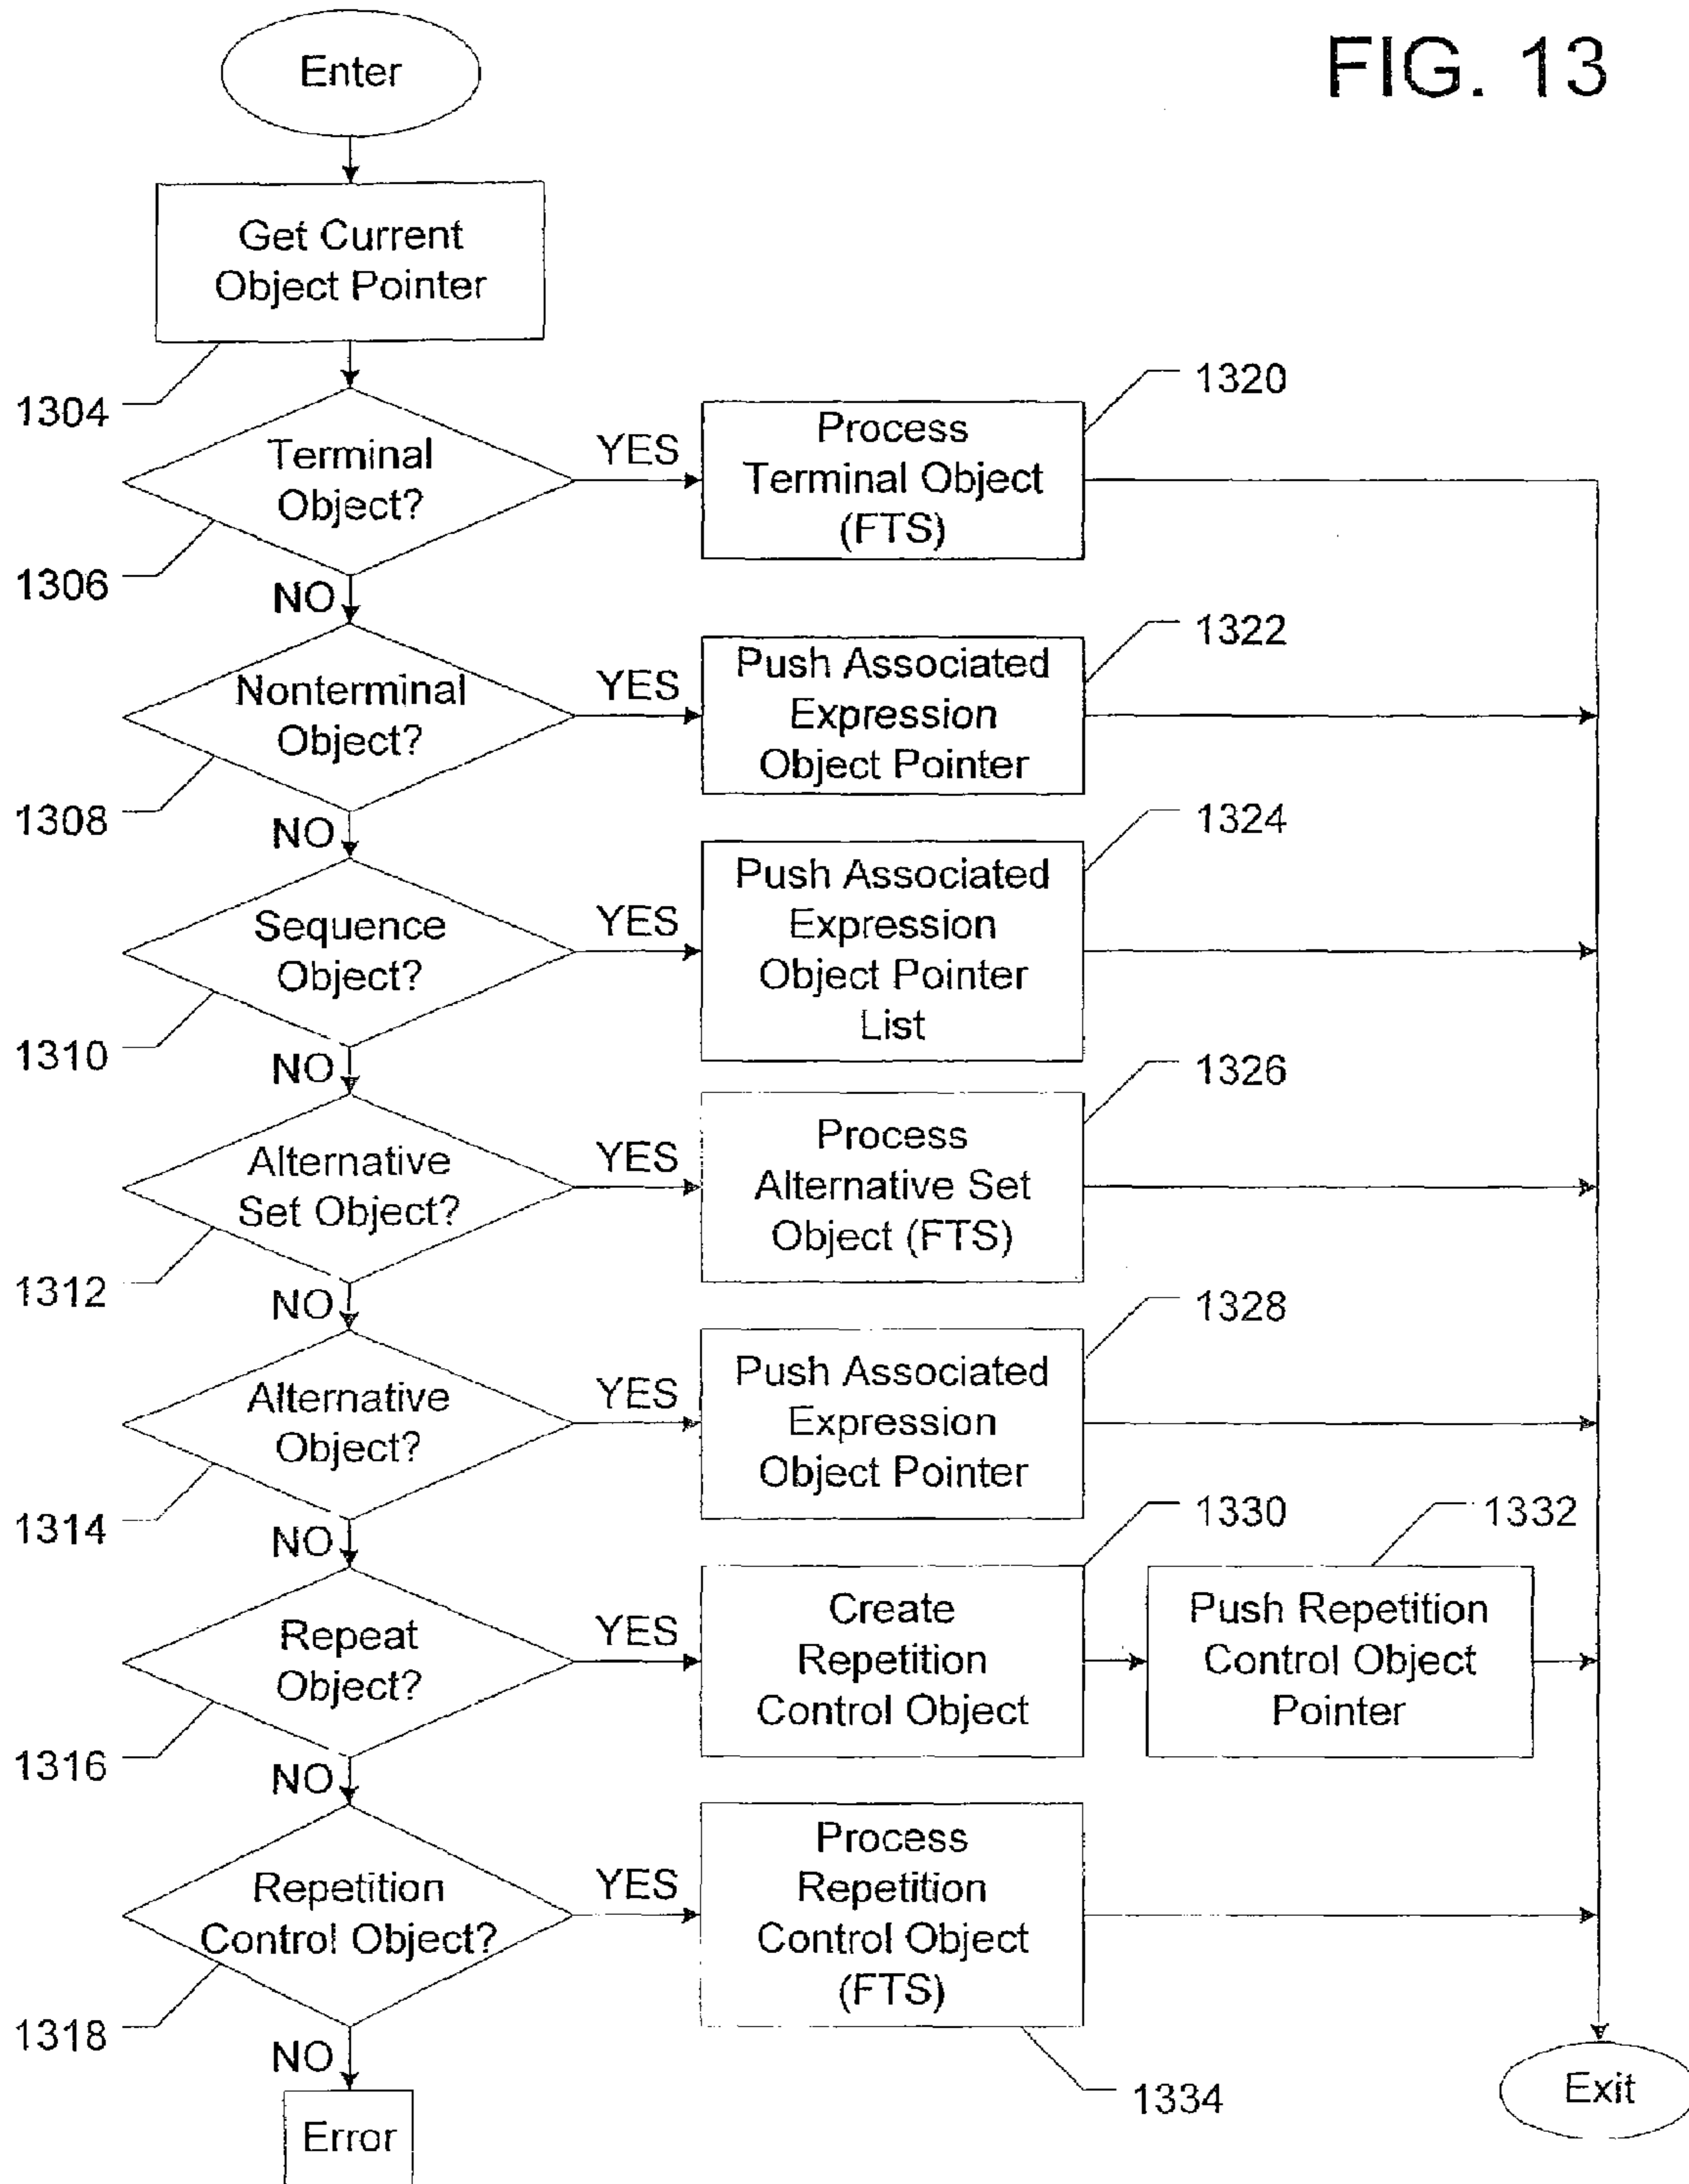 FIG. 13
Enter
Get Current
Object Pointer
1304
Terminal
Object?
1306
YES
Process
Terminal Object
(FTS)
1320
NO
Nonterminal
Object?
1308
YES
Push Associated
Expression
Object Pointer
1322
NO
Sequence
Object?
1310
YES
Push Associated
Expression
Object Pointer
List
1324
NO
Alternative
Set Object?
1312
YES
Process
Alternative Set
Object (FTS)
1326
NO
Alternative
Object?
1314
YES
Push Associated
Expression
Object Pointer
1328
NO
Repeat
Object?
1316
YES
Create
Repetition
Control Object
1330
Push Repetition
Control Object
Pointer
1332
NO
Repetition
Control Object?
1318
YES
Process
Repetition
Control Object
(FTS)
1334
NO
Error
Exit